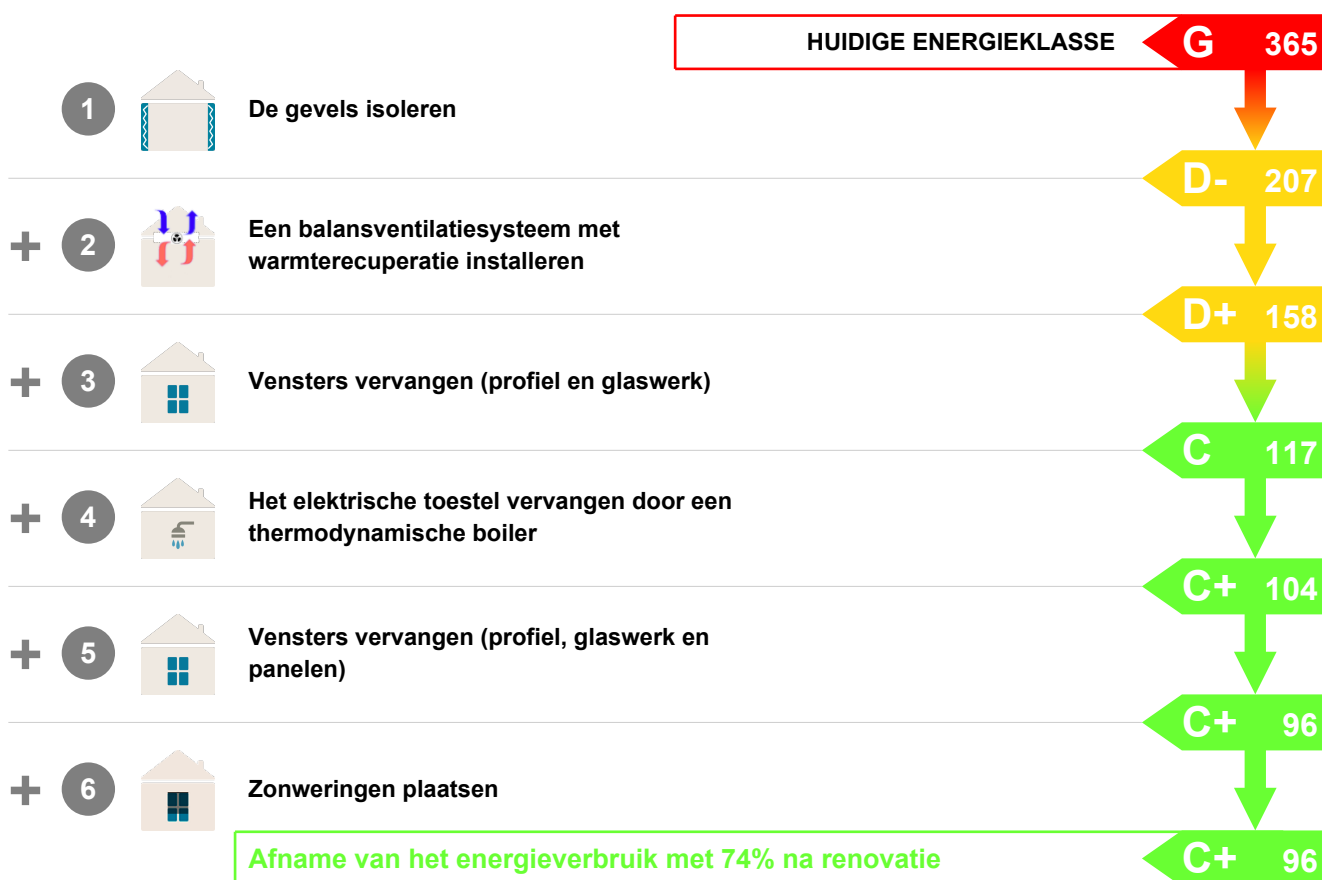 HUIDIGE ENERGIEKLASSE G 365
1 De gevels isoleren
D- 207
+ 2 Een balansventilatiesysteem met
warmterecuperatie installeren
D+ 158
+ 3 Vensters vervangen (profiel en glaswerk)
C 117
+ 4 Het elektrische toestel vervangen door een
thermodynamische boiler
C+ 104
+ 5 Vensters vervangen (profiel, glaswerk en
panelen)
C+ 96
+ 6 Zonweringen plaatsen
Afname van het energieverbruik met 74% na renovatie C+ 96